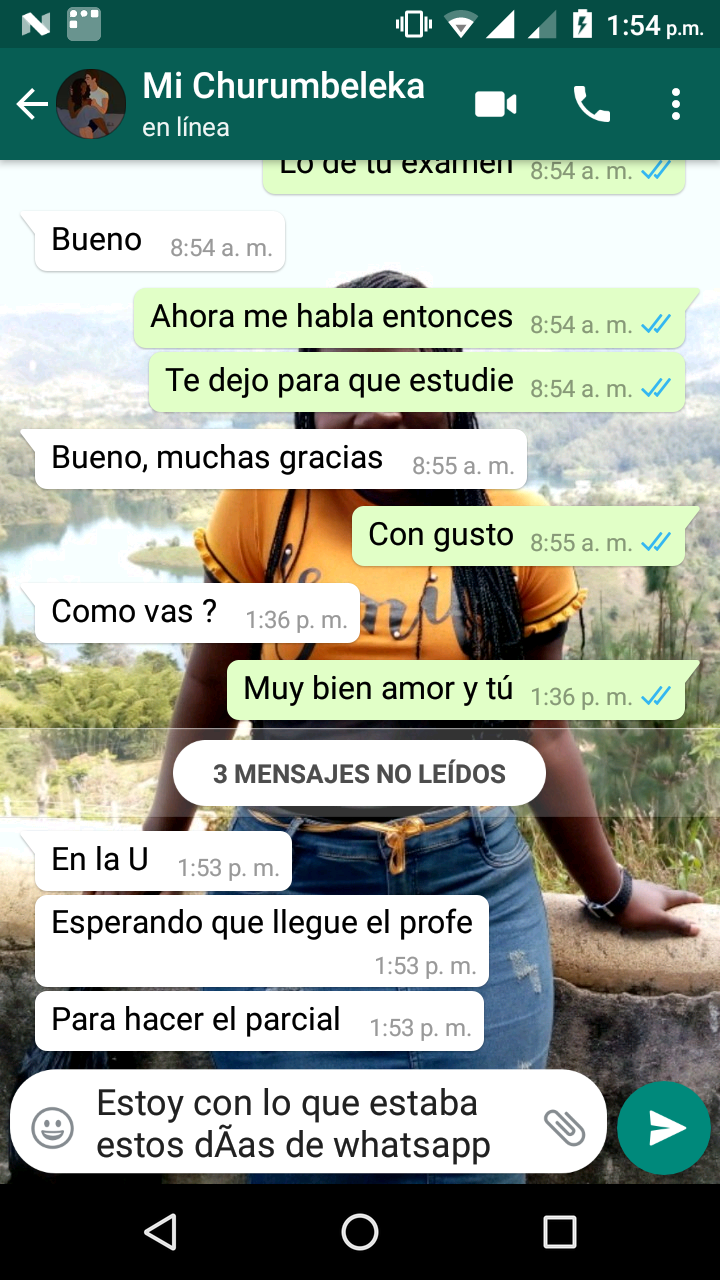 1:54 p.m.
Mi Churumbeleka
en línea
Lo de tu examen 8:54 a. m.
Bueno 8:54 a. m.
Ahora me habla entonces 8:54 a. m.
Te dejo para que estudie 8:54 a. m.
Bueno, muchas gracias 8:55 a. m.
Con gusto 8:55 a. m.
Como vas ? 1:36 p. m.
Muy bien amor y tú 1:36 p. m.
3 MENSAJES NO LEÍDOS
En la U 1:53 p. m.
Esperando que llegue el profe
1:53 p. m.
Para hacer el parcial 1:53 p. m.
Estoy con lo que estaba
estos dÃas de whatsapp